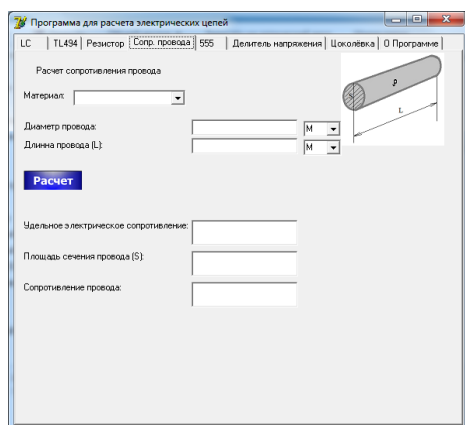 Программа для расчета электрических цепей
LC TL494 Резистор Сопр. провода 555 Делитель напряжения Цоколёвка О Программе
Расчет сопротивления провода
Материал:
Диаметр провода: М
Длинна провода (L): М
ρ
L
Расчет
Удельное электрическое сопротивление:
Площадь сечения провода (S):
Сопротивление провода: